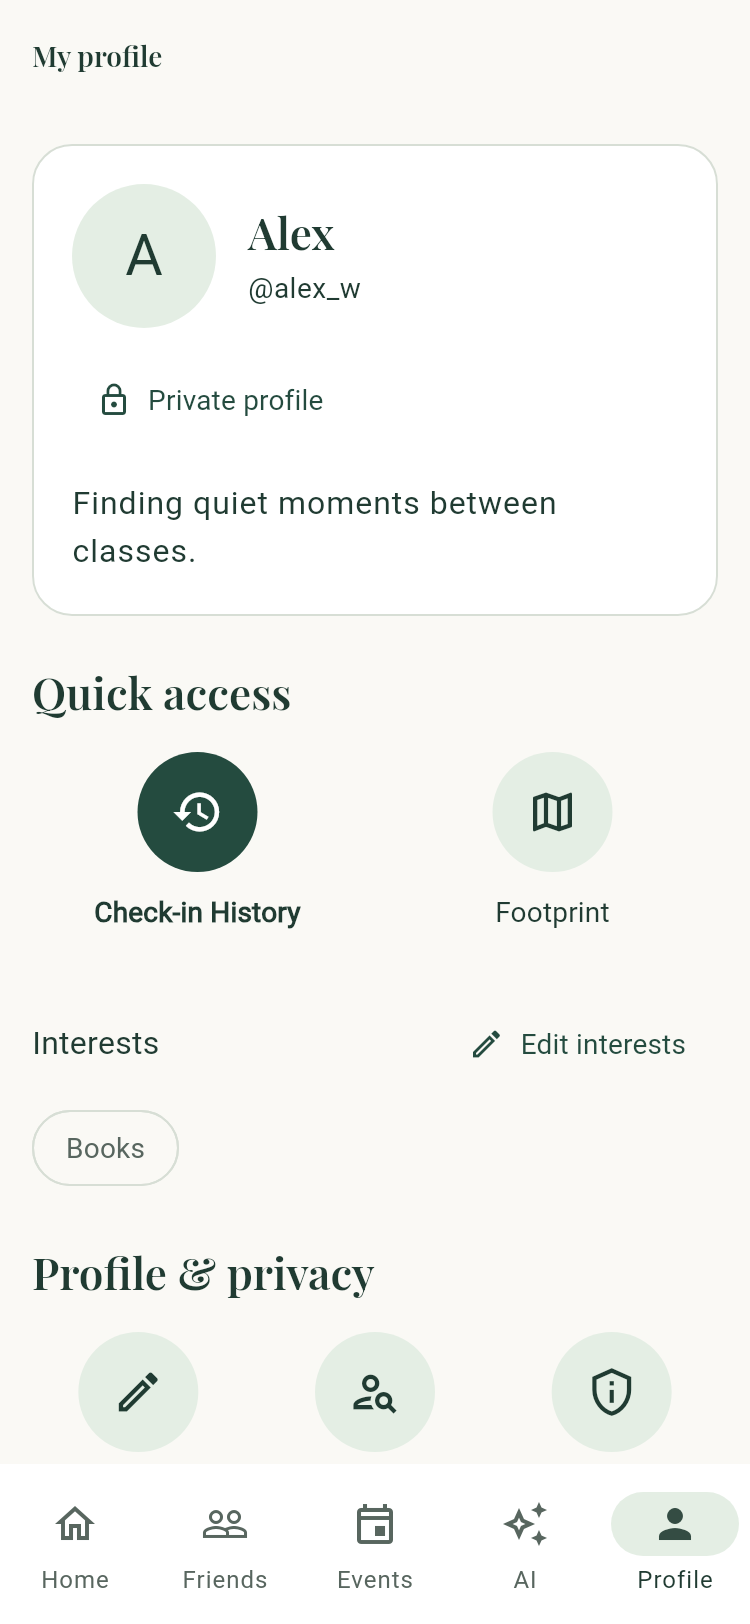 My profile
A
Alex
@alex_w
Private profile
Finding quiet moments between
classes.
Quick access
Check-in History
Footprint
Interests
Edit interests
Books
Profile & privacy
Home
Friends
Events
AI
Profile